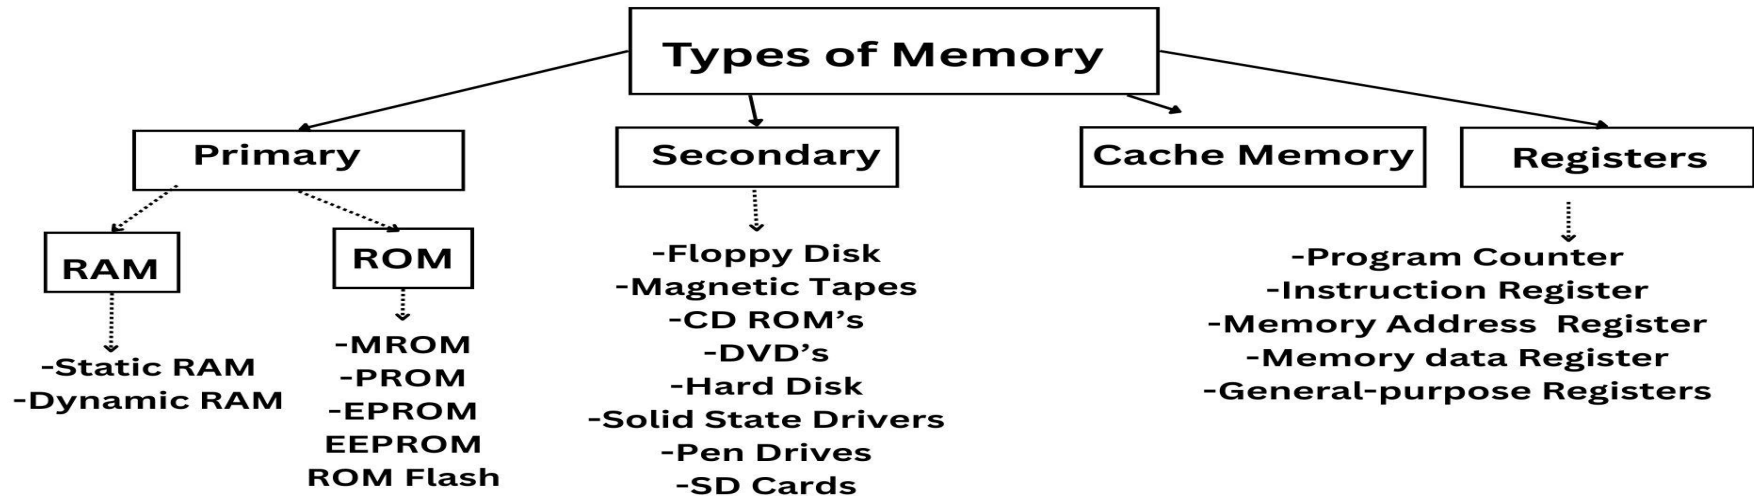 Types of Memory
Primary
Secondary
Cache Memory
Registers
RAM
ROM
-Static RAM
-Dynamic RAM
-MROM
-PROM
-EPROM
EEPROM
ROM Flash
-Floppy Disk
-Magnetic Tapes
-CD ROM’s
-DVD’s
-Hard Disk
-Solid State Drivers
-Pen Drives
-SD Cards
-Program Counter
-Instruction Register
-Memory Address  Register
-Memory data Register
-General-purpose Registers